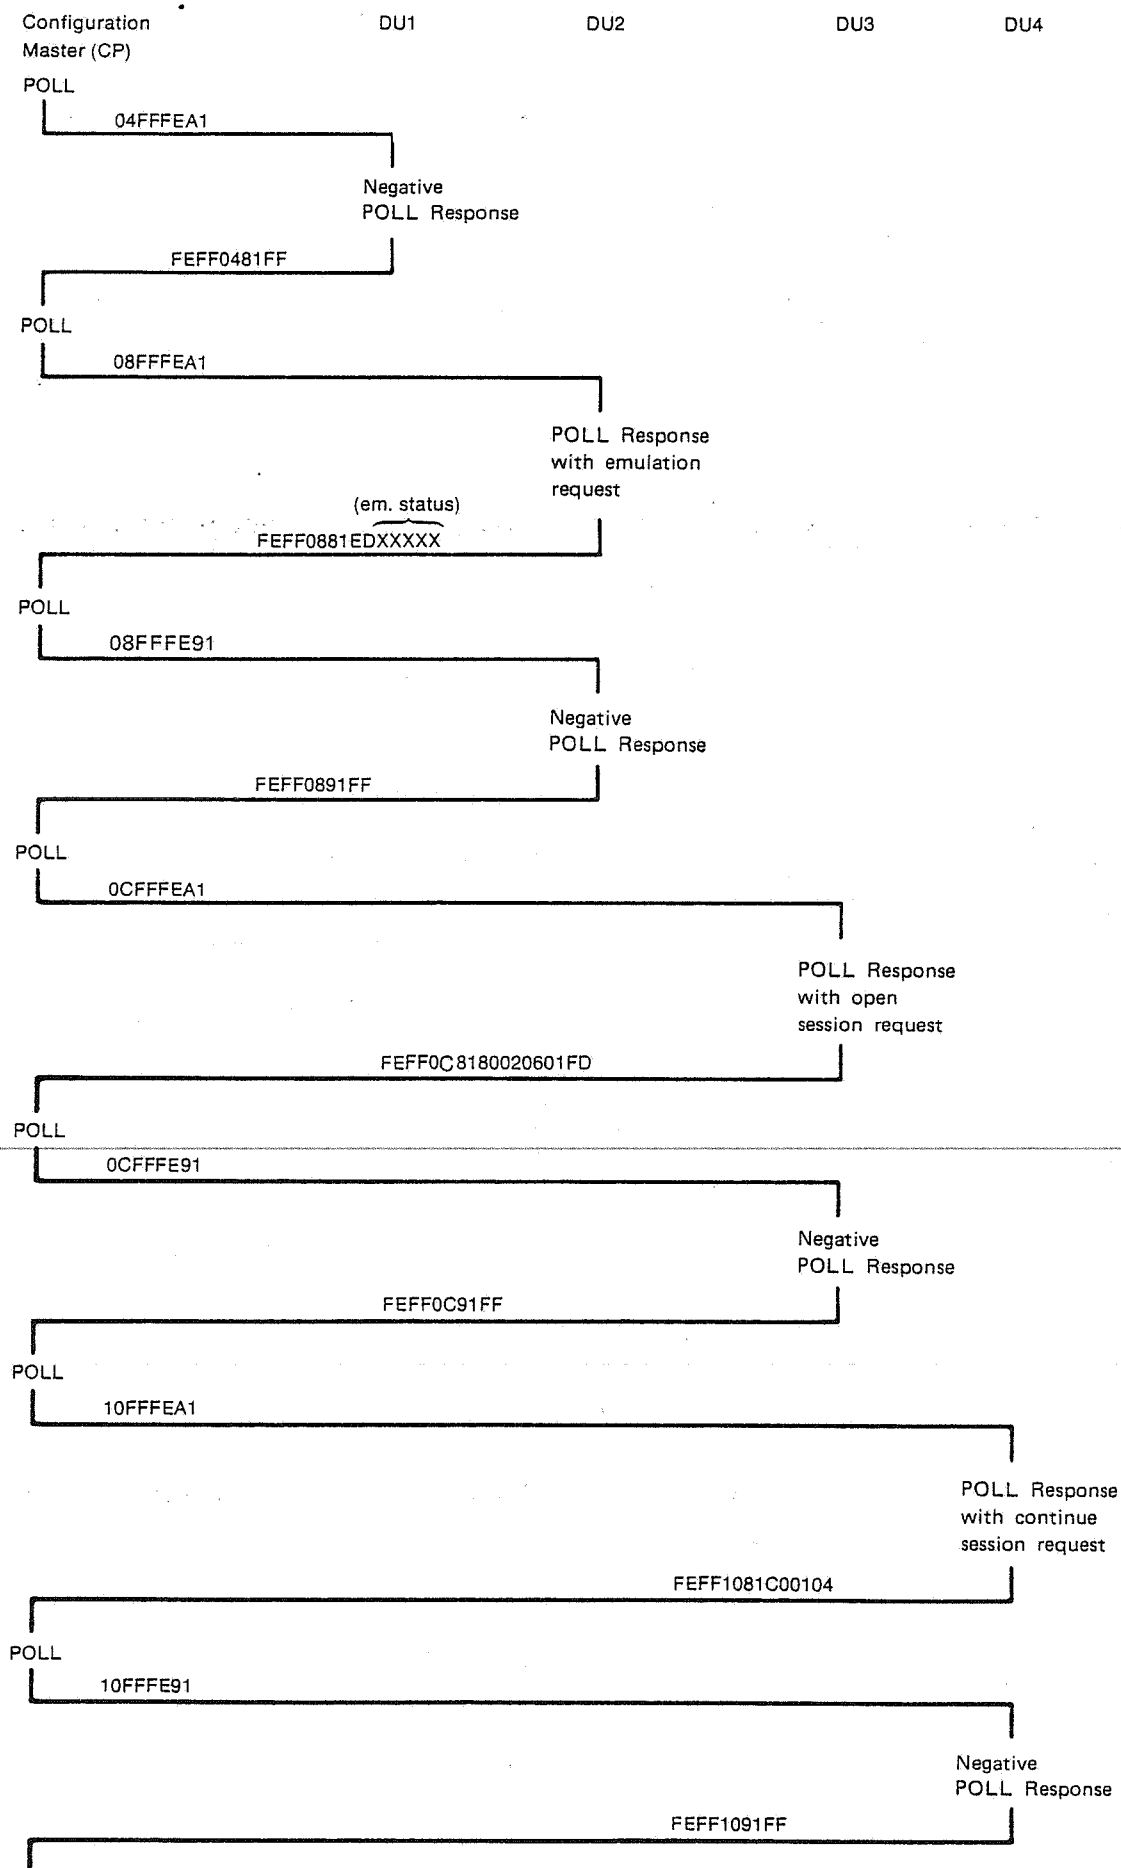 Configuration
Master (CP)
DU1
DU2
DU3
DU4
POLL
04FFFEA1
Negative
POLL Response
FEFF0481FF
POLL
08FFFEA1
POLL Response
with emulation
request
(em. status)
FEFF0881EDXXXXX
POLL
08FFFE91
Negative
POLL Response
FEFF0891FF
POLL
0CFFFEA1
POLL Response
with open
session request
FEFF0C8180020601FD
POLL
0CFFFE91
Negative
POLL Response
FEFF0C91FF
POLL
10FFFEA1
POLL Response
with continue
session request
FEFF1081C00104
POLL
10FFFE91
Negative
POLL Response
FEFF1091FF